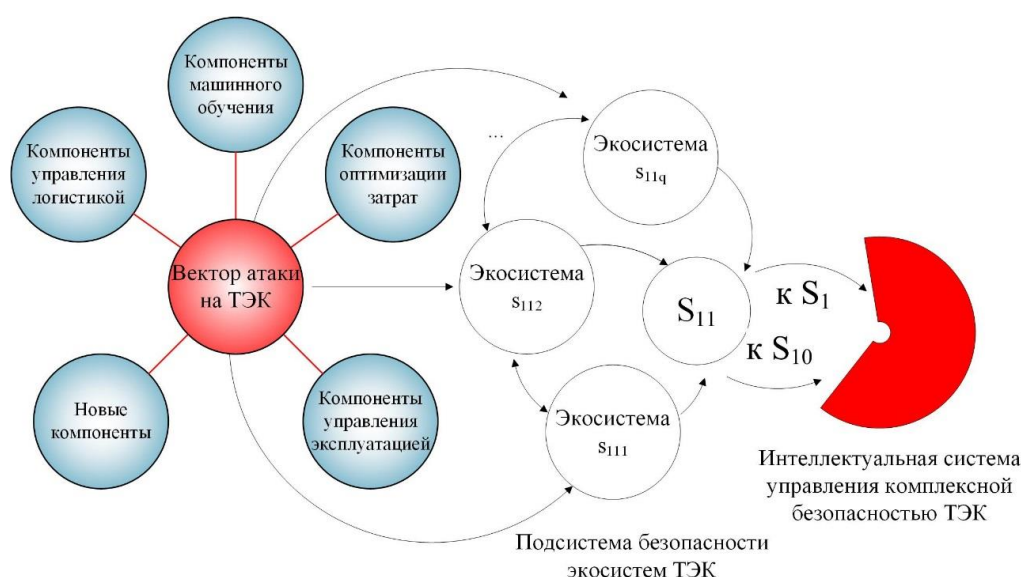 Компоненты
машинного
обучения
Компоненты
управления
логистикой
Компоненты
оптимизации
затрат
Вектор атаки
на ТЭК
Новые
компоненты
Компоненты
управления
эксплуатацией
...
Экосистема
s₁₁q
Экосистема
s₁₁₂
Экосистема
s₁₁₁
S₁₁
к S₁
к S₁₀
Подсистема безопасности
экосистем ТЭК
Интеллектуальная система
управления комплексной
безопасностью ТЭК